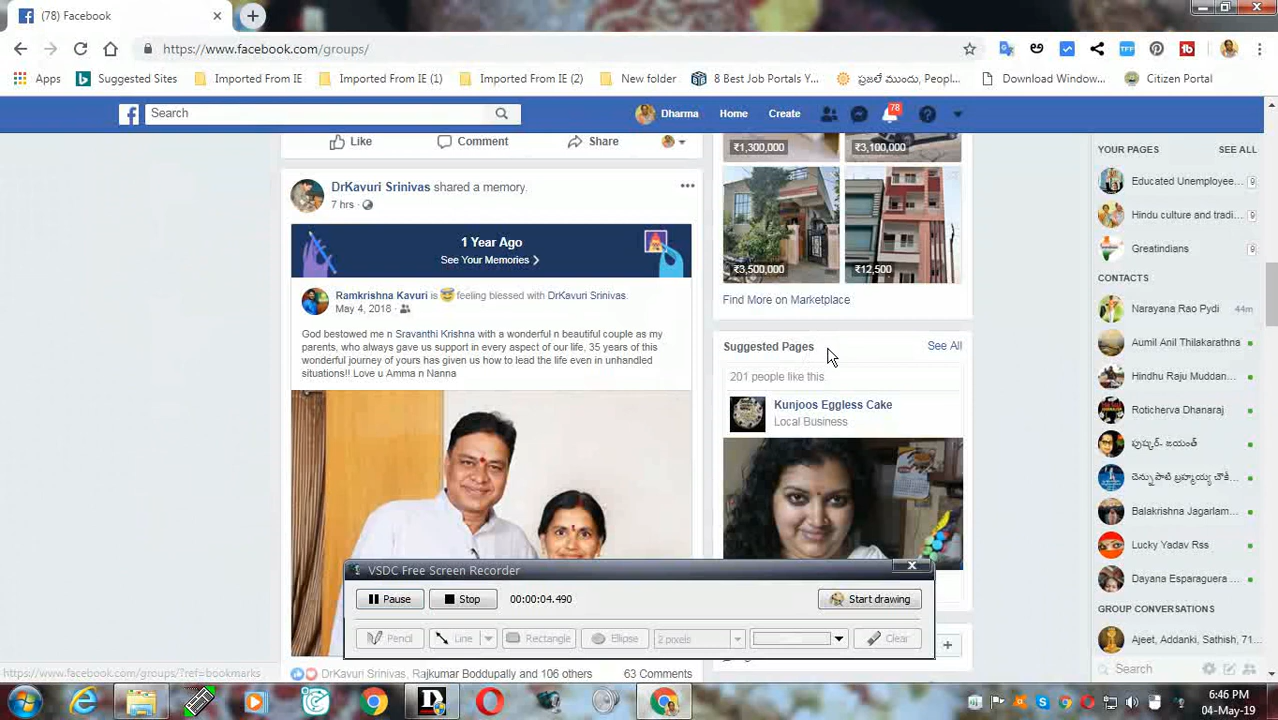 (78) Facebook
https://www.facebook.com/groups/
Apps
Suggested Sites
Imported From IE
Imported From IE (1)
Imported From IE (2)
New folder
8 Best Job Portals Y...
ప్రజలే ముందు, Peopl...
Download Window...
Citizen Portal
Search
Dharma
Home
Create
78
Like
Comment
Share
DrKavuri Srinivas shared a memory.
7 hrs
1 Year Ago
See Your Memories
Ramkrishna Kavuri is feeling blessed with DrKavuri Srinivas.
May 4, 2018
God bestowed me n Sravanthi Krishna with a wonderful n beautiful couple as my
parents, who always gave us support in every aspect of our life, 35 years of this
wonderful journey of yours has given us how to lead the life even in unhandled
situations!! Love u Amma n Nanna
DrKavuri Srinivas, Rajkumar Boddupally and 106 others
63 Comments
₹1,300,000
₹3,100,000
₹3,500,000
₹12,500
Find More on Marketplace
Suggested Pages
See All
201 people like this
Kunjoos Eggless Cake
Local Business
YOUR PAGES
SEE ALL
Educated Unemployee...
9
Hindu culture and tradi...
9
Greatindians
9
CONTACTS
Narayana Rao Pydi
44m
Aumil Anil Thilakarathna
Hindhu Raju Muddan...
Roticherva Dhanaraj
పుష్కర్- జయంత్
చెన్నుపాటి బ్రహ్మయ్య చౌకి...
Balakrishna Jagarlam...
Lucky Yadav Rss
Dayana Esparaguera ...
GROUP CONVERSATIONS
Ajeet, Addanki, Sathish, 71...
Search
VSDC Free Screen Recorder
Pause
Stop
00:00:04.490
Start drawing
Pencil
Line
Rectangle
Ellipse
2 pixels
Clear
https://www.facebook.com/groups/?ref=bookmarks
6:46 PM
04-May-19